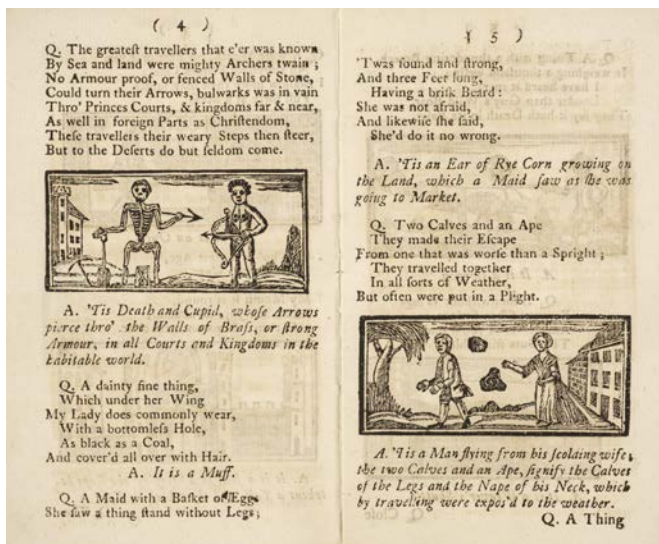 ( 4 )
Q. The greateſt travellers that e'er was known
By Sea and land were mighty Archers twain ;
No Armour proof, or fenced Walls of Stone,
Could turn their Arrows, bulwarks was in vain
Thro' Princes Courts, & kingdoms far & near,
As well in foreign Parts as Chriſtendom,
Theſe travellers their weary Steps then ſteer,
But to the Deſerts do but ſeldom come.
A. 'Tis Death and Cupid, whoſe Arrows
pierce thro' the Walls of Braſs, or ſtrong
Armour, in all Courts and Kingdoms in the
habitable world.
Q. A dainty fine thing,
Which under her Wing
My Lady does commonly wear,
With a bottomleſs Hole,
As black as a Coal,
And cover'd all over with Hair.
A. It is a Muff.
Q. A Maid with a Baſket of Eggs
She ſaw a thing ſtand without Legs;
( 5 )
'Twas ſound and ſtrong,
And three Feet long,
Having a briſk Beard :
She was not afraid,
And likewiſe ſhe ſaid,
She'd do it no wrong.
A. 'Tis an Ear of Rye Corn growing on
the Land, which a Maid ſaw as ſhe was
going to Market.
Q. Two Calves and an Ape
They made their Eſcape
From one that was worſe than a Spright ;
They travelled together
In all ſorts of Weather,
But often were put in a Plight.
A. 'Tis a Man flying from his ſcolding wife,
the two Calves and an Ape, ſignify the Calves
of the Legs and the Nape of his Neck, which
by travelling were expos'd to the weather.
Q. A Thing